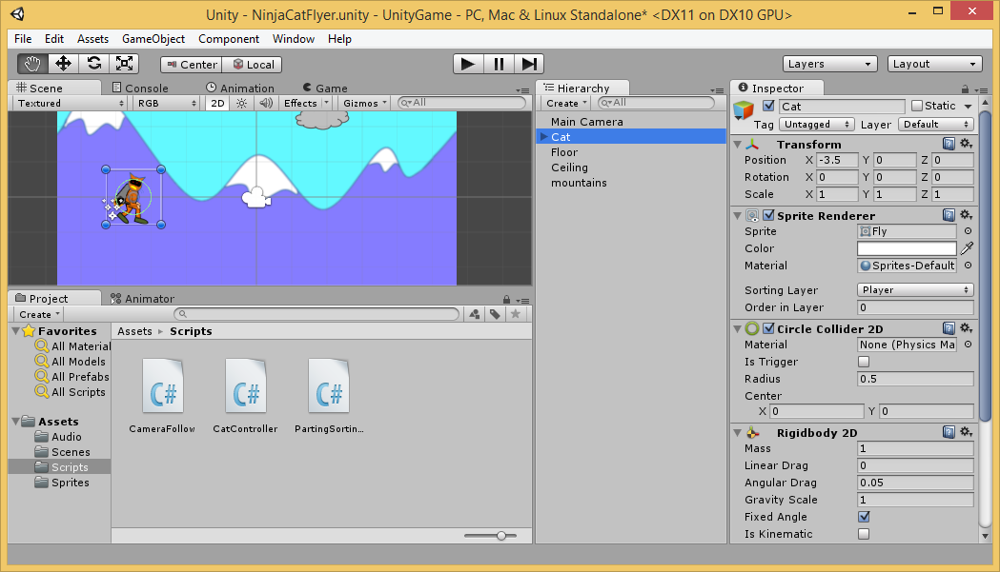 Unity - NinjaCatFlyer.unity - UnityGame - PC, Mac & Linux Standalone* <DX11 on DX10 GPU>
File Edit Assets GameObject Component Window Help
Center Local Layers Layout
Scene Console Animation Game
Textured RGB 2D Effects Gizmos All
Hierarchy
Create All
Main Camera
Cat
Floor
Ceiling
mountains
Project Animator
Create
Favorites
All Material
All Models
All Prefabs
All Scripts
Assets
Audio
Scenes
Scripts
Sprites
Assets Scripts
C# C# C#
CameraFollow CatController PartingSortin...
Inspector
Cat Static
Tag Untagged Layer Default
Transform
Position X -3.5 Y 0 Z 0
Rotation X 0 Y 0 Z 0
Scale X 1 Y 1 Z 1
Sprite Renderer
Sprite Fly
Color
Material Sprites-Default
Sorting Layer Player
Order in Layer 0
Circle Collider 2D
Material None (Physics Ma
Is Trigger
Radius 0.5
Center
X 0 Y 0
Rigidbody 2D
Mass 1
Linear Drag 0
Angular Drag 0.05
Gravity Scale 1
Fixed Angle
Is Kinematic